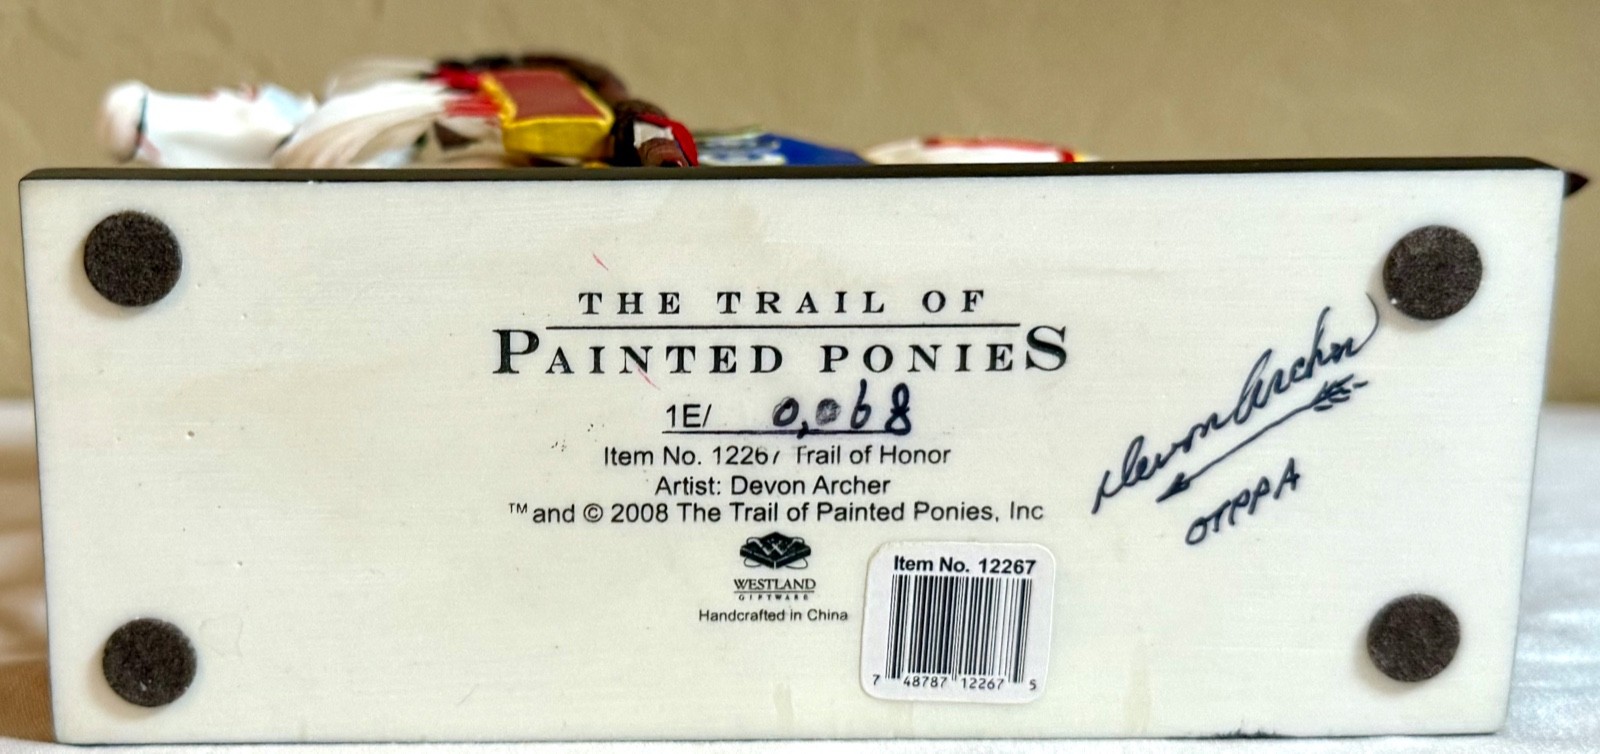 THE TRAIL OF
PAINTED PONIES
1E/ 0,068
Item No. 12267 Trail of Honor
Artist: Devon Archer
™ and © 2008 The Trail of Painted Ponies, Inc
WESTLAND
GIFTWARE
Handcrafted in China
Item No. 12267
7 48787 12267 5
Devon Archer
OTPPA